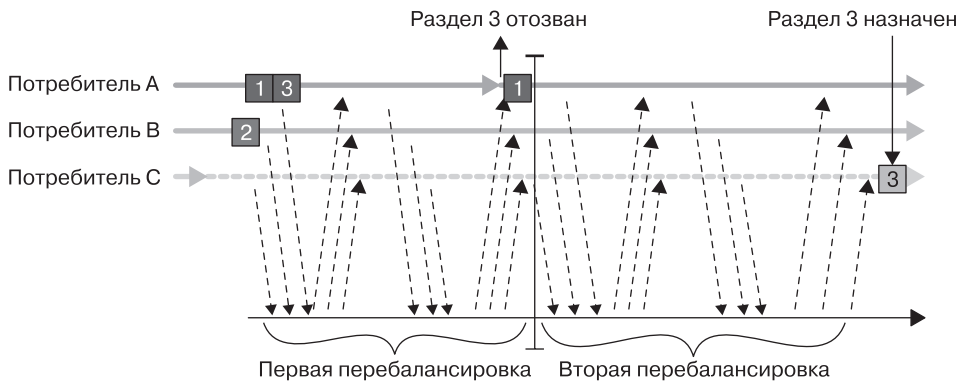 Раздел 3 отозван
Раздел 3 назначен
Потребитель A
1 3
1
Потребитель B
2
Потребитель C
3
Первая перебалансировка
Вторая перебалансировка